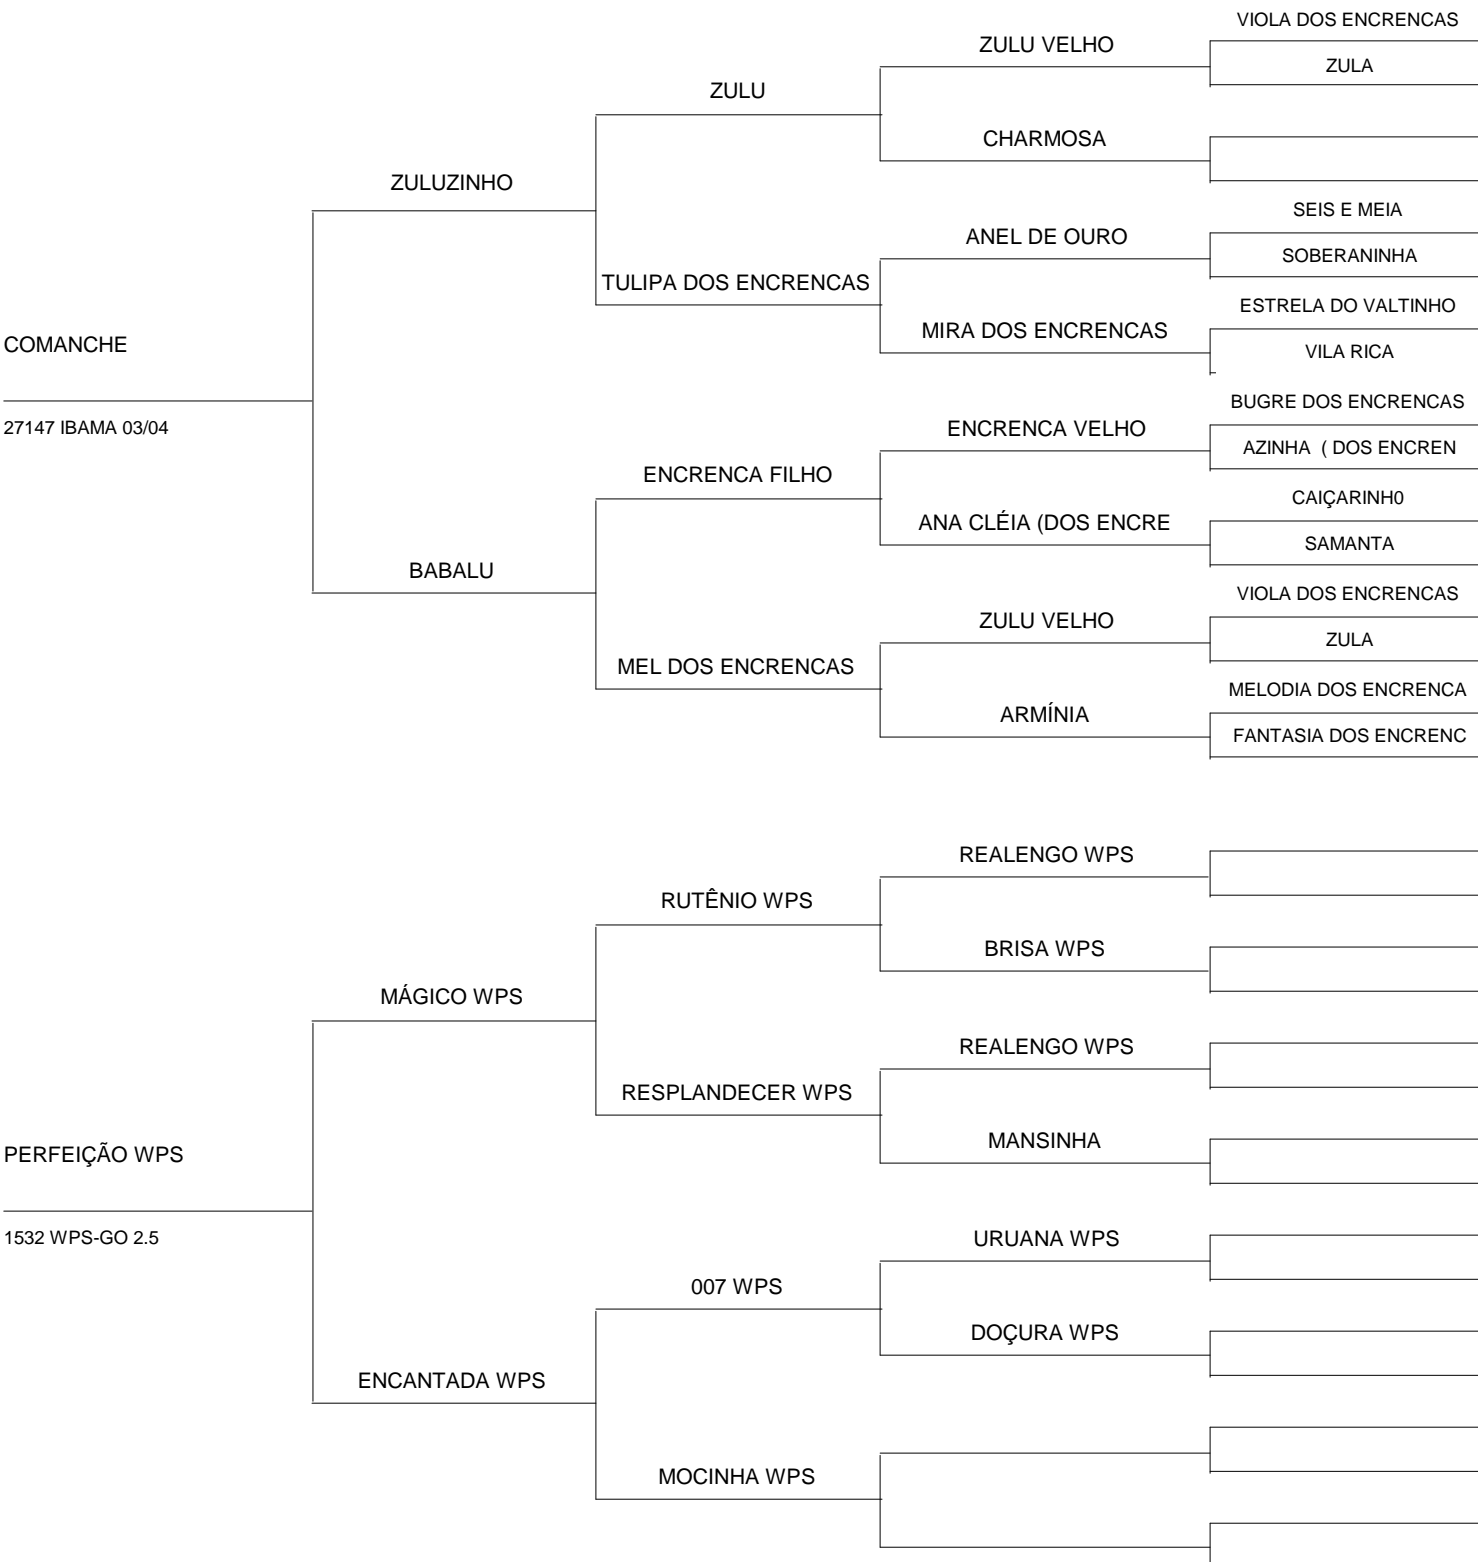 VIOLA DOS ENCRENCAS
ZULU VELHO
ZULA
ZULU
CHARMOSA
ZULUZINHO
SEIS E MEIA
ANEL DE OURO
SOBERANINHA
TULIPA DOS ENCRENCAS
ESTRELA DO VALTINHO
MIRA DOS ENCRENCAS
VILA RICA
COMANCHE
27147 IBAMA 03/04
BUGRE DOS ENCRENCAS
ENCRENCA VELHO
AZINHA ( DOS ENCREN
ENCRENCA FILHO
CAIÇARINH0
ANA CLÉIA (DOS ENCRE
SAMANTA
BABALU
VIOLA DOS ENCRENCAS
ZULU VELHO
ZULA
MEL DOS ENCRENCAS
MELODIA DOS ENCRENCA
ARMÍNIA
FANTASIA DOS ENCRENC
REALENGO WPS
RUTÊNIO WPS
BRISA WPS
MÁGICO WPS
REALENGO WPS
RESPLANDECER WPS
MANSINHA
PERFEIÇÃO WPS
1532 WPS-GO 2.5
URUANA WPS
007 WPS
DOÇURA WPS
ENCANTADA WPS
MOCINHA WPS